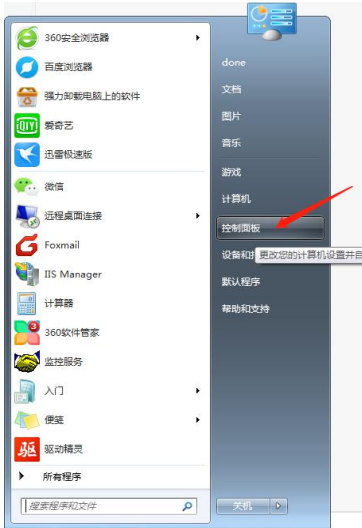 360安全浏览器
百度浏览器
强力卸载电脑上的软件
爱奇艺
迅雷极速版
微信
远程桌面连接
Foxmail
IIS Manager
计算器
360软件管家
监控服务
入门
便笺
驱动精灵
所有程序
搜索程序和文件
done
文档
图片
音乐
游戏
计算机
控制面板
设备和打
更改您的计算机设置并自
默认程序
帮助和支持
关机